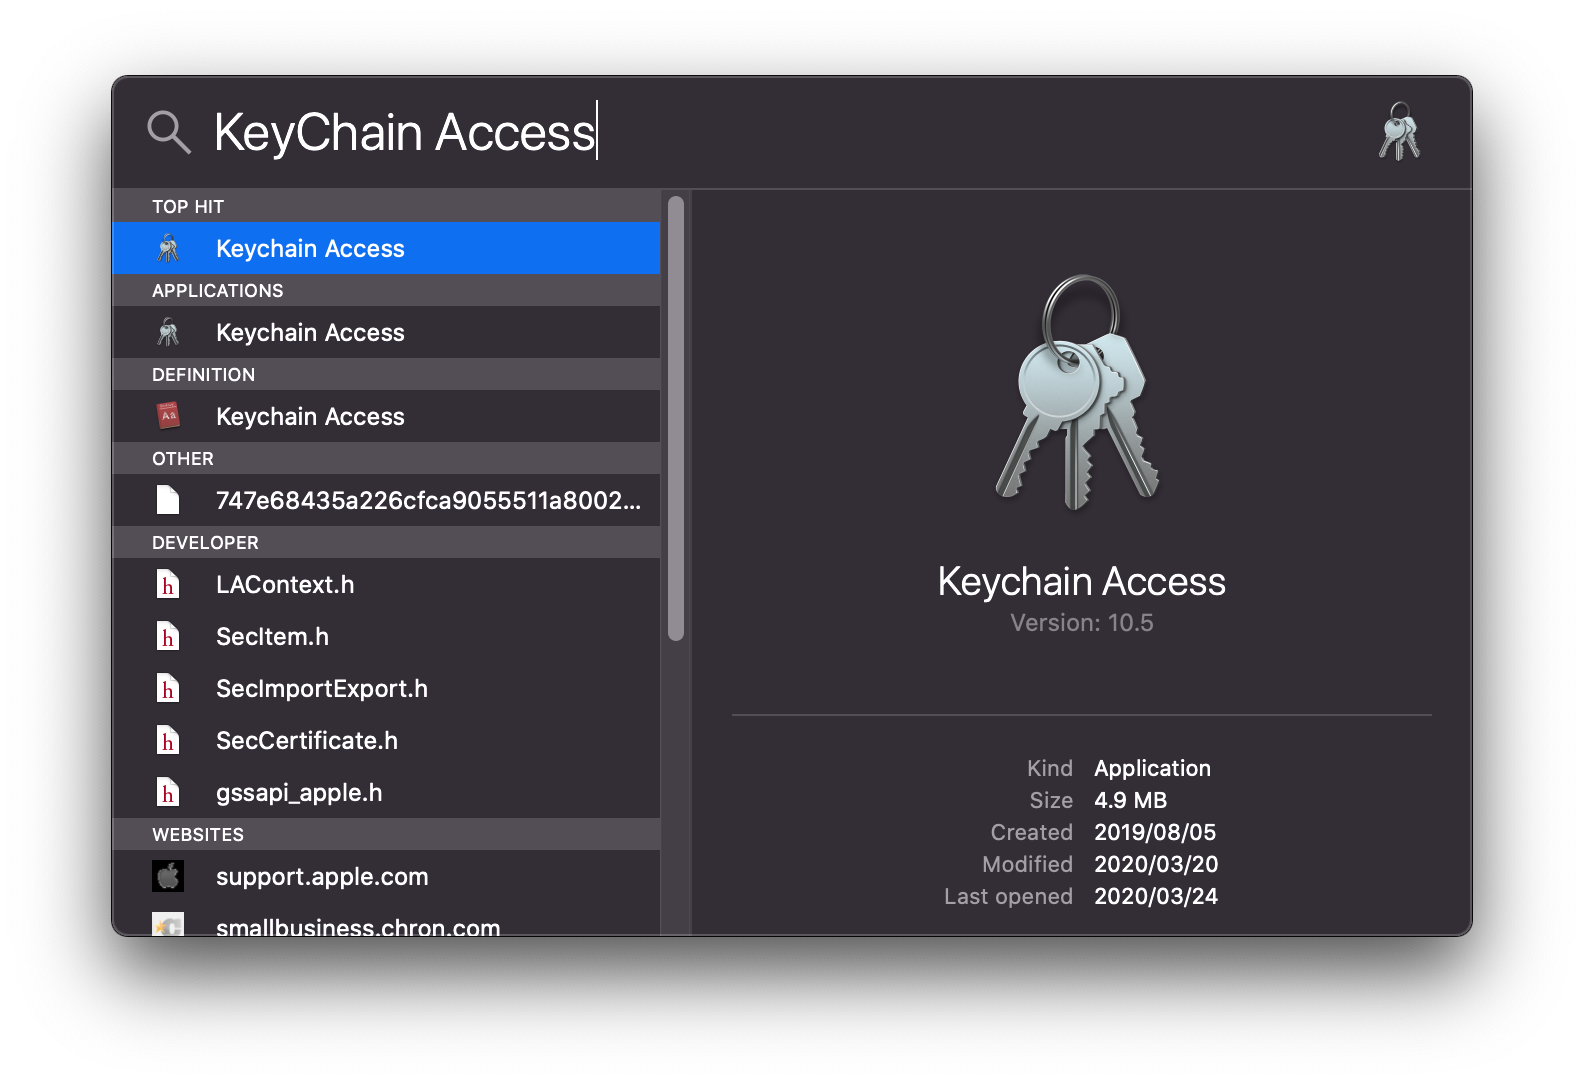 KeyChain Access
TOP HIT
Keychain Access
APPLICATIONS
Keychain Access
DEFINITION
Aa
Keychain Access
OTHER
747e68435a226cfca9055511a8002...
DEVELOPER
h LAContext.h
h SecItem.h
h SecImportExport.h
h SecCertificate.h
h gssapi_apple.h
WEBSITES
support.apple.com
smallbusiness.chron.com
Keychain Access
Version: 10.5
Kind Application
Size 4.9 MB
Created 2019/08/05
Modified 2020/03/20
Last opened 2020/03/24